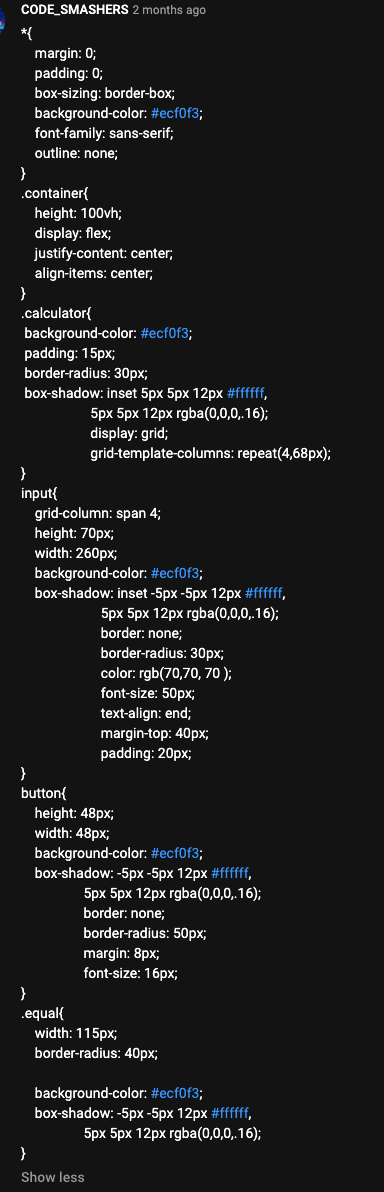 CODE_SMASHERS 2 months ago
*{
margin: 0;
padding: 0;
box-sizing: border-box;
background-color: #ecf0f3;
font-family: sans-serif;
outline: none;
}
.container{
height: 100vh;
display: flex;
justify-content: center;
align-items: center;
}
.calculator{
background-color: #ecf0f3;
padding: 15px;
border-radius: 30px;
box-shadow: inset 5px 5px 12px #ffffff,
5px 5px 12px rgba(0,0,0,.16);
display: grid;
grid-template-columns: repeat(4,68px);
}
input{
grid-column: span 4;
height: 70px;
width: 260px;
background-color: #ecf0f3;
box-shadow: inset -5px -5px 12px #ffffff,
5px 5px 12px rgba(0,0,0,.16);
border: none;
border-radius: 30px;
color: rgb(70,70, 70 );
font-size: 50px;
text-align: end;
margin-top: 40px;
padding: 20px;
}
button{
height: 48px;
width: 48px;
background-color: #ecf0f3;
box-shadow: -5px -5px 12px #ffffff,
5px 5px 12px rgba(0,0,0,.16);
border: none;
border-radius: 50px;
margin: 8px;
font-size: 16px;
}
.equal{
width: 115px;
border-radius: 40px;
background-color: #ecf0f3;
box-shadow: -5px -5px 12px #ffffff,
5px 5px 12px rgba(0,0,0,.16);
}
Show less